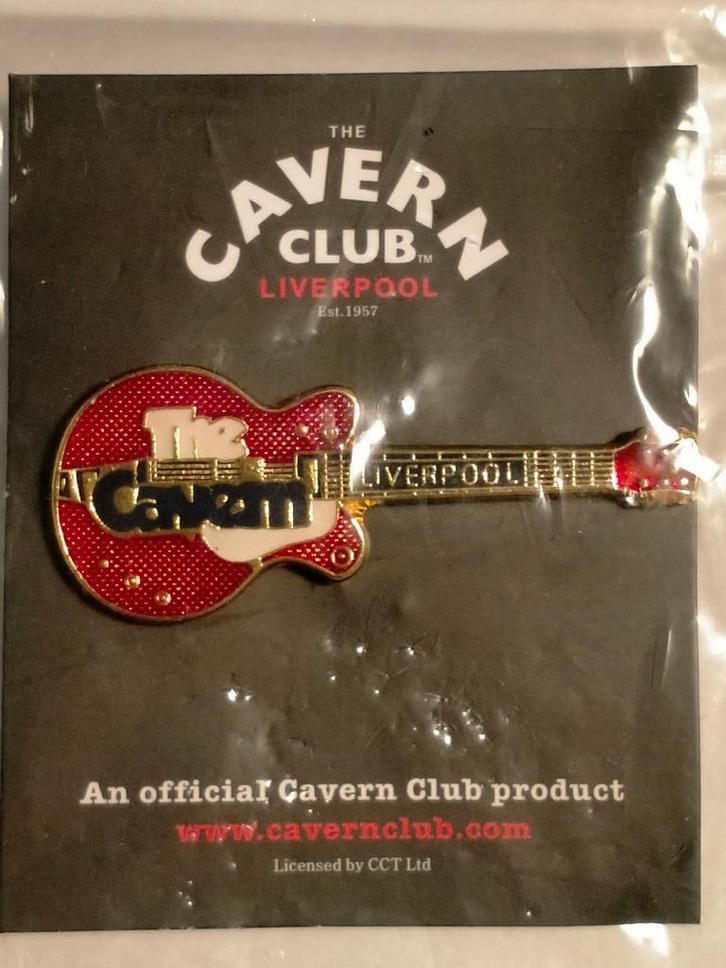 THE
CAVERN
CLUB™
LIVERPOOL
Est.1957
The
Cavern
LIVERPOOL
An official Cavern Club product
www.cavernclub.com
Licensed by CCT Ltd